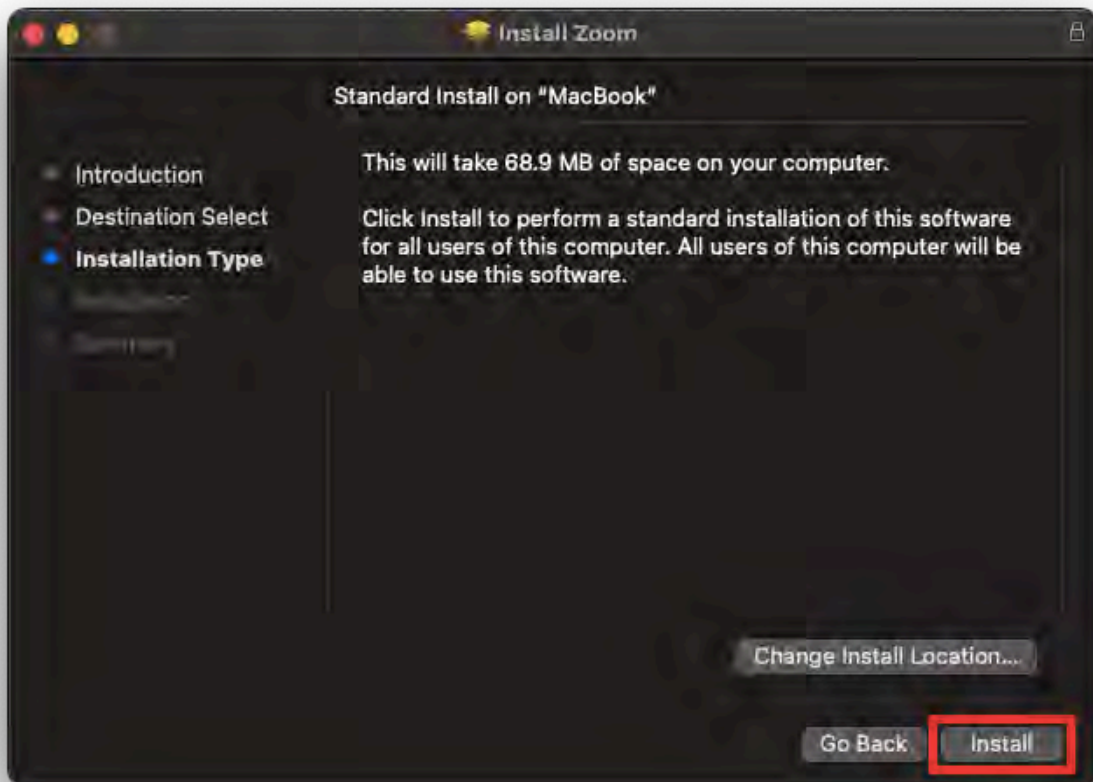 Install Zoom
Standard Install on "MacBook"
Introduction
Destination Select
Installation Type
Summary
This will take 68.9 MB of space on your computer.
Click Install to perform a standard installation of this software
for all users of this computer. All users of this computer will be
able to use this software.
Change Install Location...
Go Back
Install